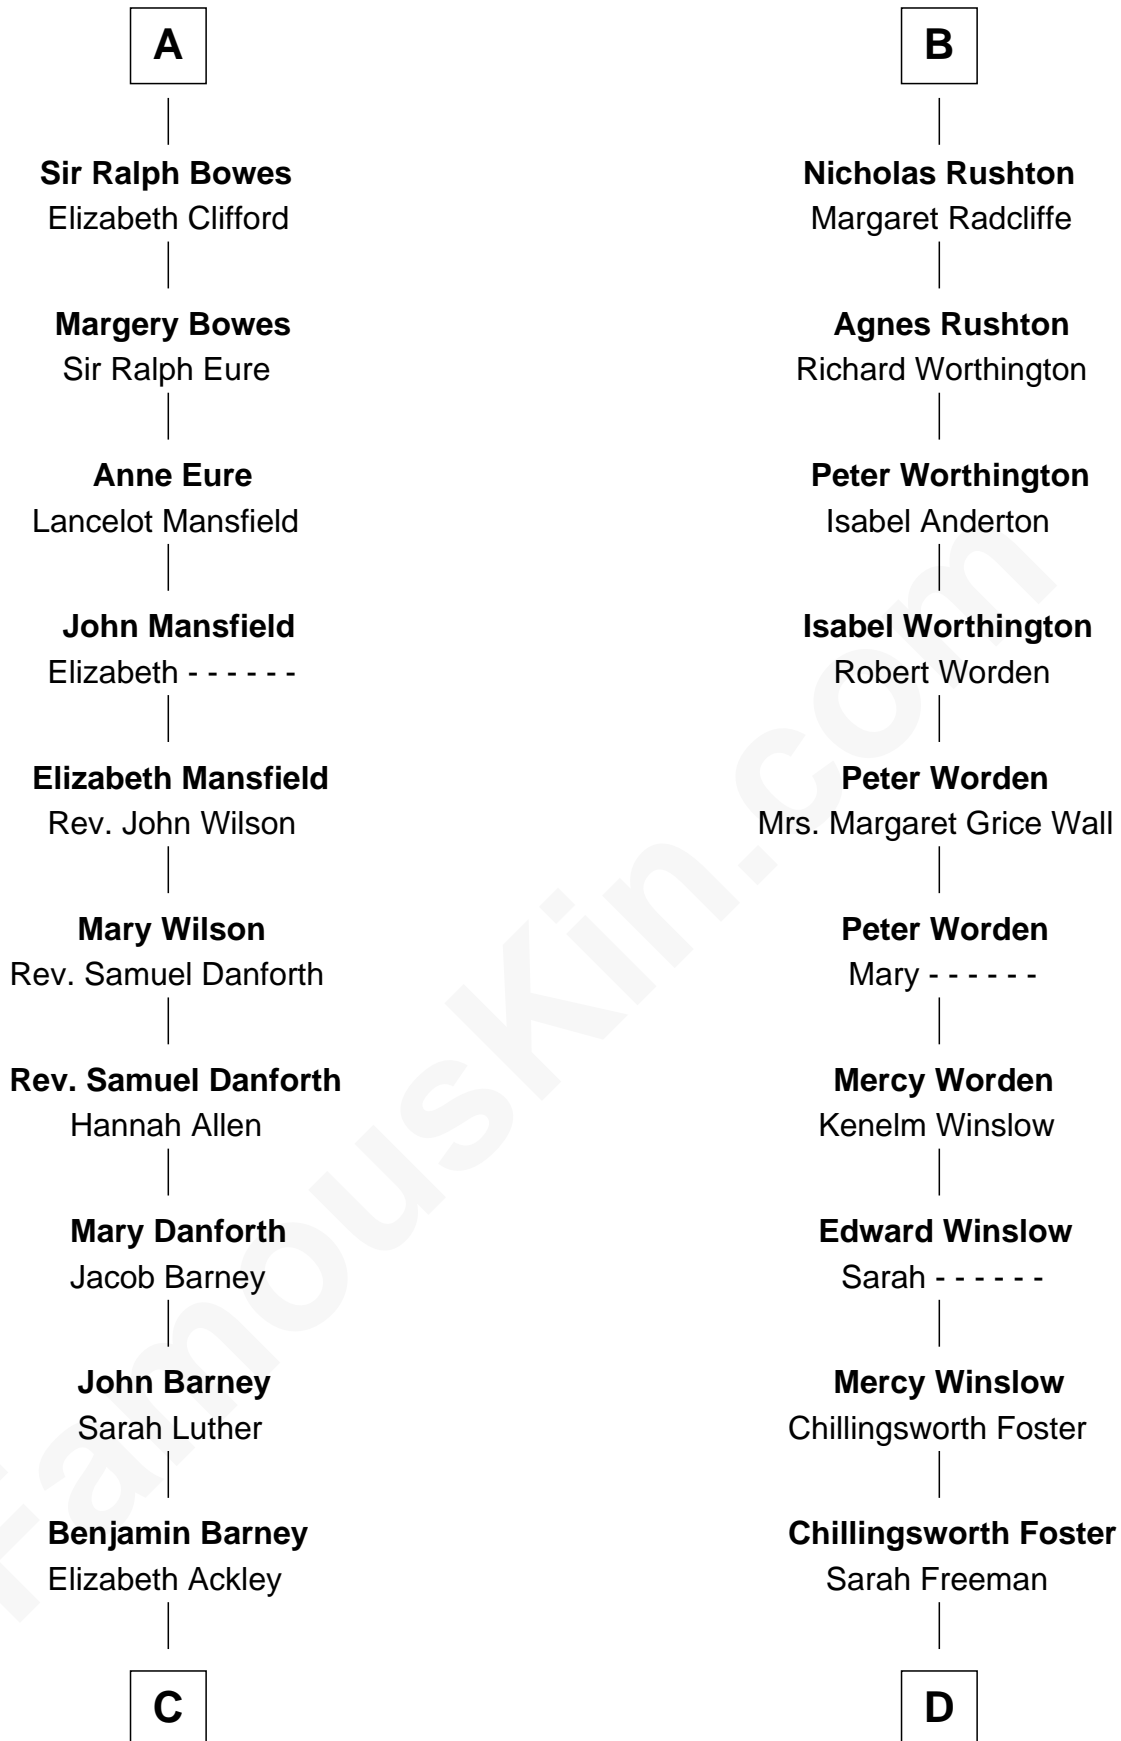 A
Sir Ralph Bowes
Elizabeth Clifford
Margery Bowes
Sir Ralph Eure
Anne Eure
Lancelot Mansfield
John Mansfield
Elizabeth - - - - - -
Elizabeth Mansfield
Rev. John Wilson
Mary Wilson
Rev. Samuel Danforth
Rev. Samuel Danforth
Hannah Allen
Mary Danforth
Jacob Barney
John Barney
Sarah Luther
Benjamin Barney
Elizabeth Ackley
C
B
Nicholas Rushton
Margaret Radcliffe
Agnes Rushton
Richard Worthington
Peter Worthington
Isabel Anderton
Isabel Worthington
Robert Worden
Peter Worden
Mrs. Margaret Grice Wall
Peter Worden
Mary - - - - - -
Mercy Worden
Kenelm Winslow
Edward Winslow
Sarah - - - - - -
Mercy Winslow
Chillingsworth Foster
Chillingsworth Foster
Sarah Freeman
D
FamousKin.com